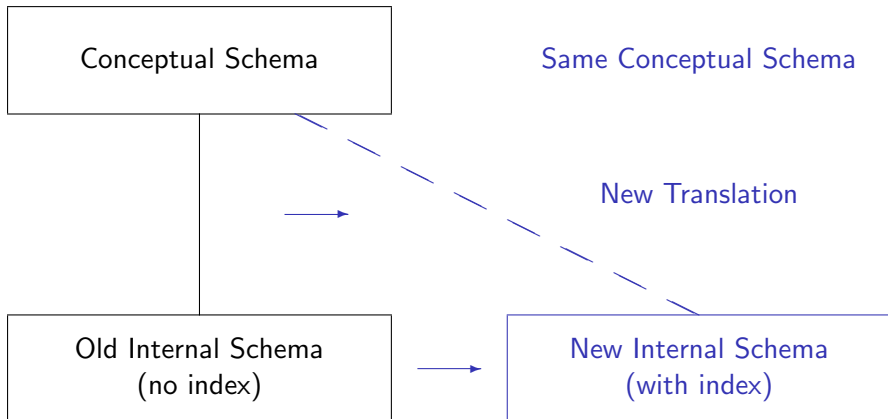 Conceptual Schema
Same Conceptual Schema
New Translation
Old Internal Schema
(no index)
New Internal Schema
(with index)